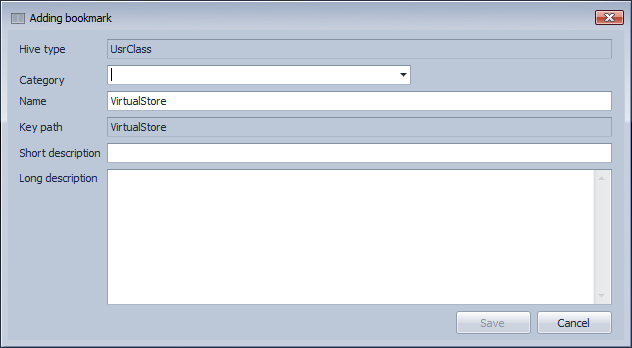 Adding bookmark
Hive type UsrClass
Category
Name VirtualStore
Key path VirtualStore
Short description
Long description
Save Cancel